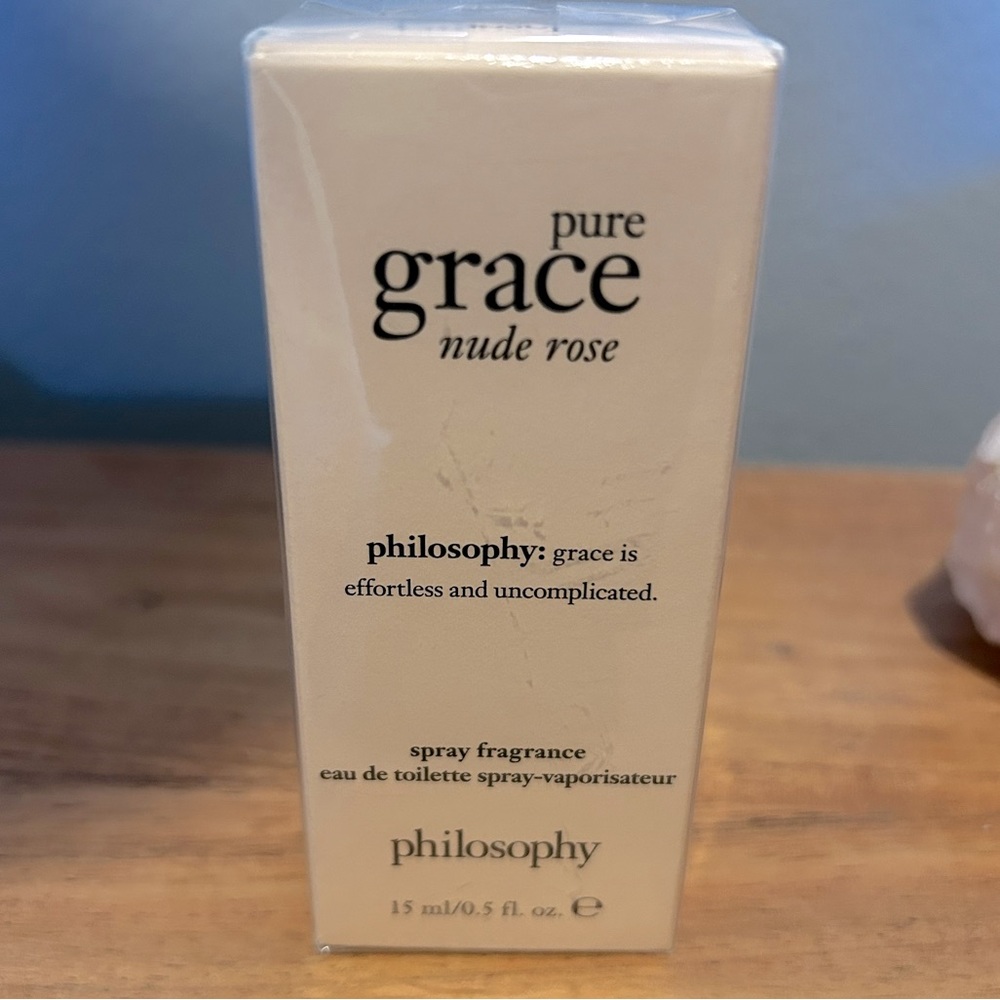 pure
grace
nude rose
philosophy: grace is
effortless and uncomplicated.
spray fragrance
eau de toilette spray-vaporisateur
philosophy
15 ml/0.5 fl. oz. ℮